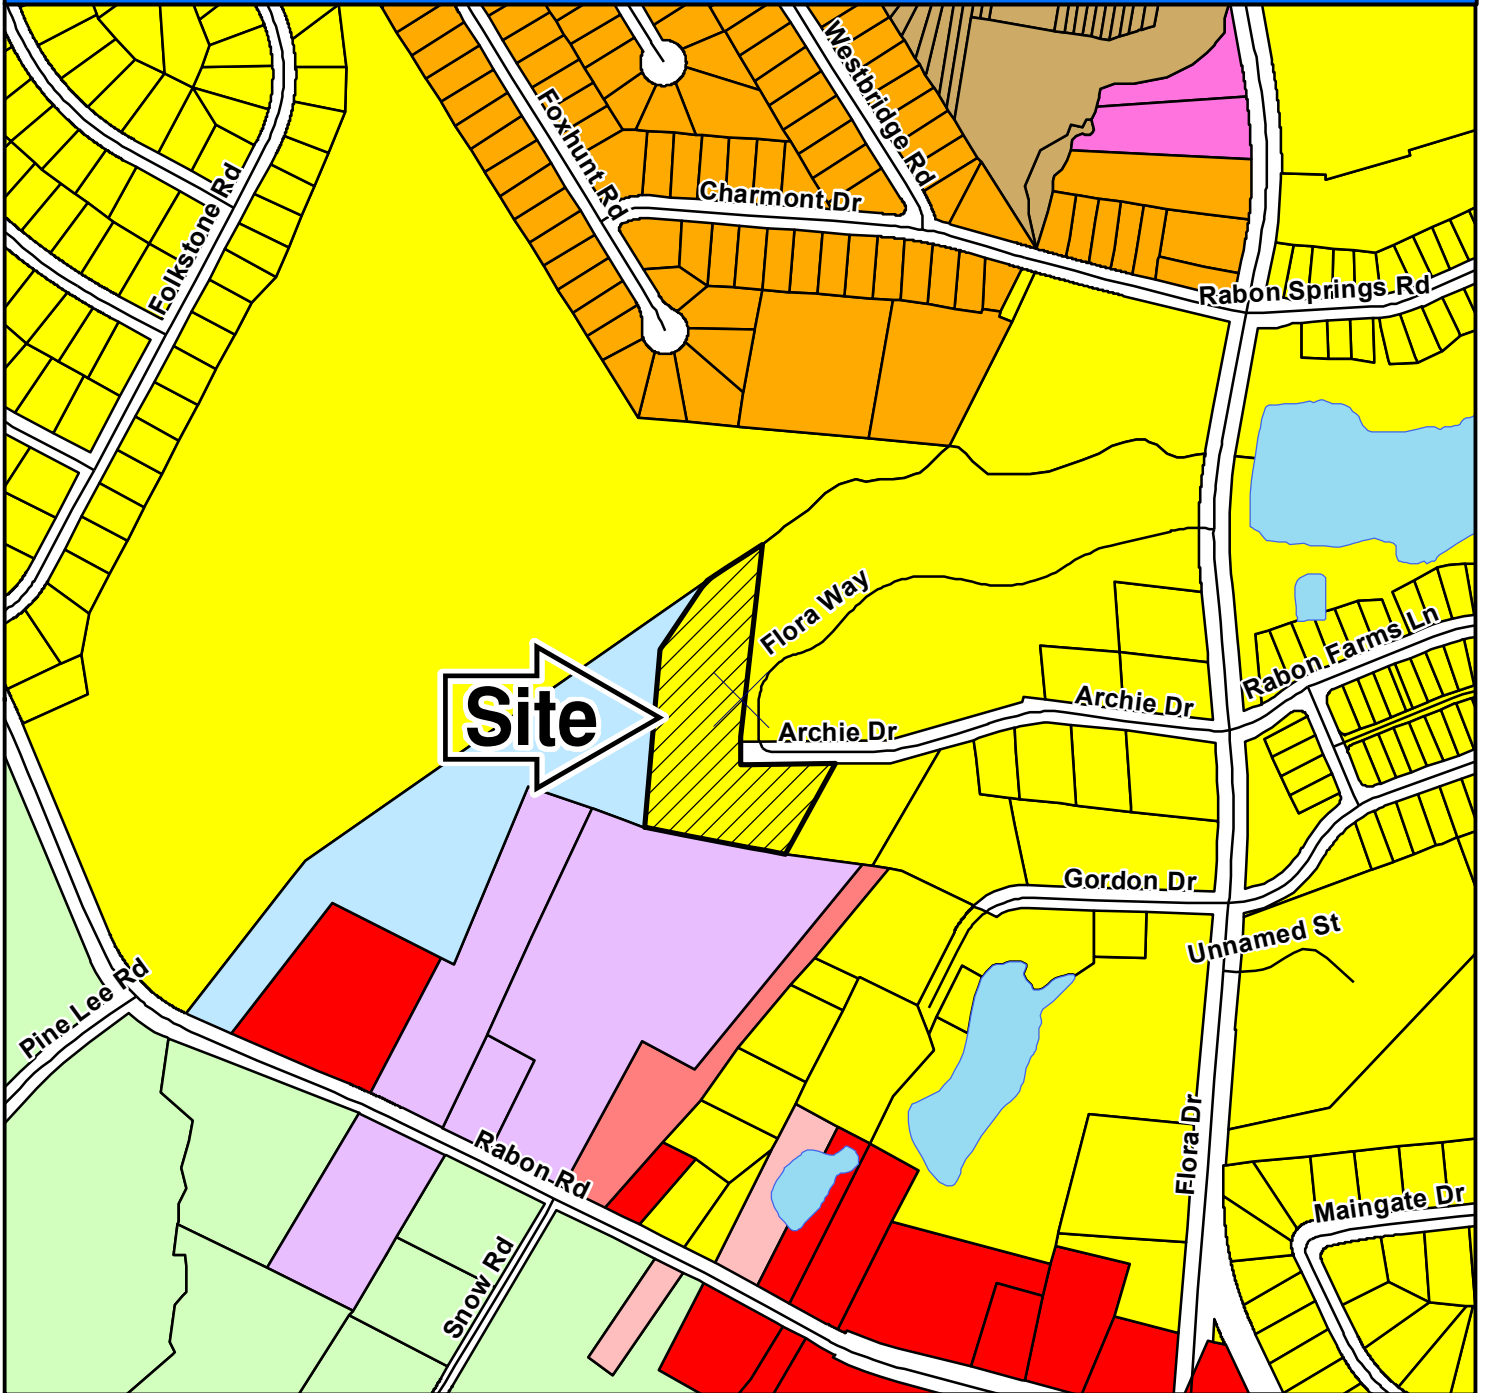 Westbridge Rd
Foxhunt Rd
Charmont Dr
Folkstone Rd
Rabon Springs Rd
Flora Way
Rabon Farms Ln
Site
Archie Dr
Archie Dr
Gordon Dr
Unnamed St
Pine Lee Rd
Rabon Rd
Flora Dr
Maingate Dr
Snow Rd